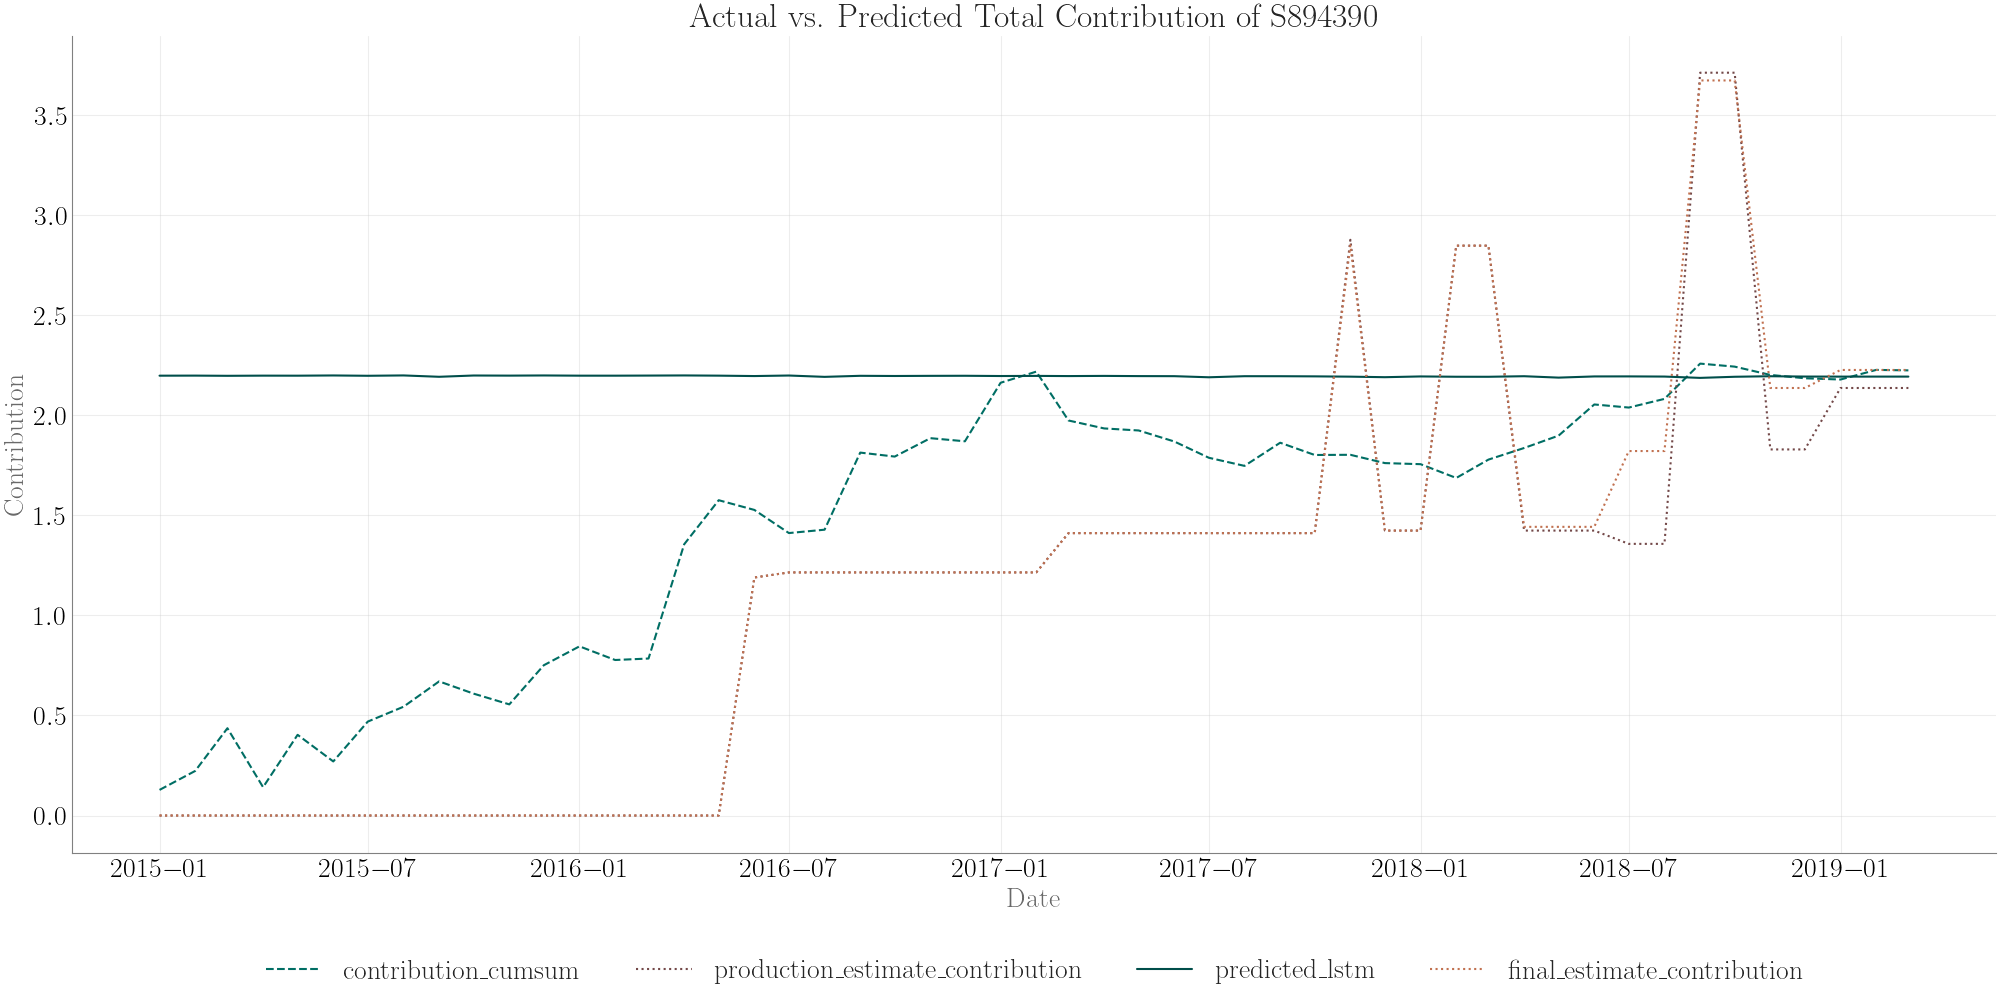 Actual vs. Predicted Total Contribution of S894390
3.5
3.0
2.5
2.0
1.5
1.0
0.5
0.0
Contribution
2015−01 2015−07 2016−01 2016−07 2017−01 2017−07 2018−01 2018−07 2019−01
Date
contribution_cumsum production_estimate_contribution predicted_lstm final_estimate_contribution